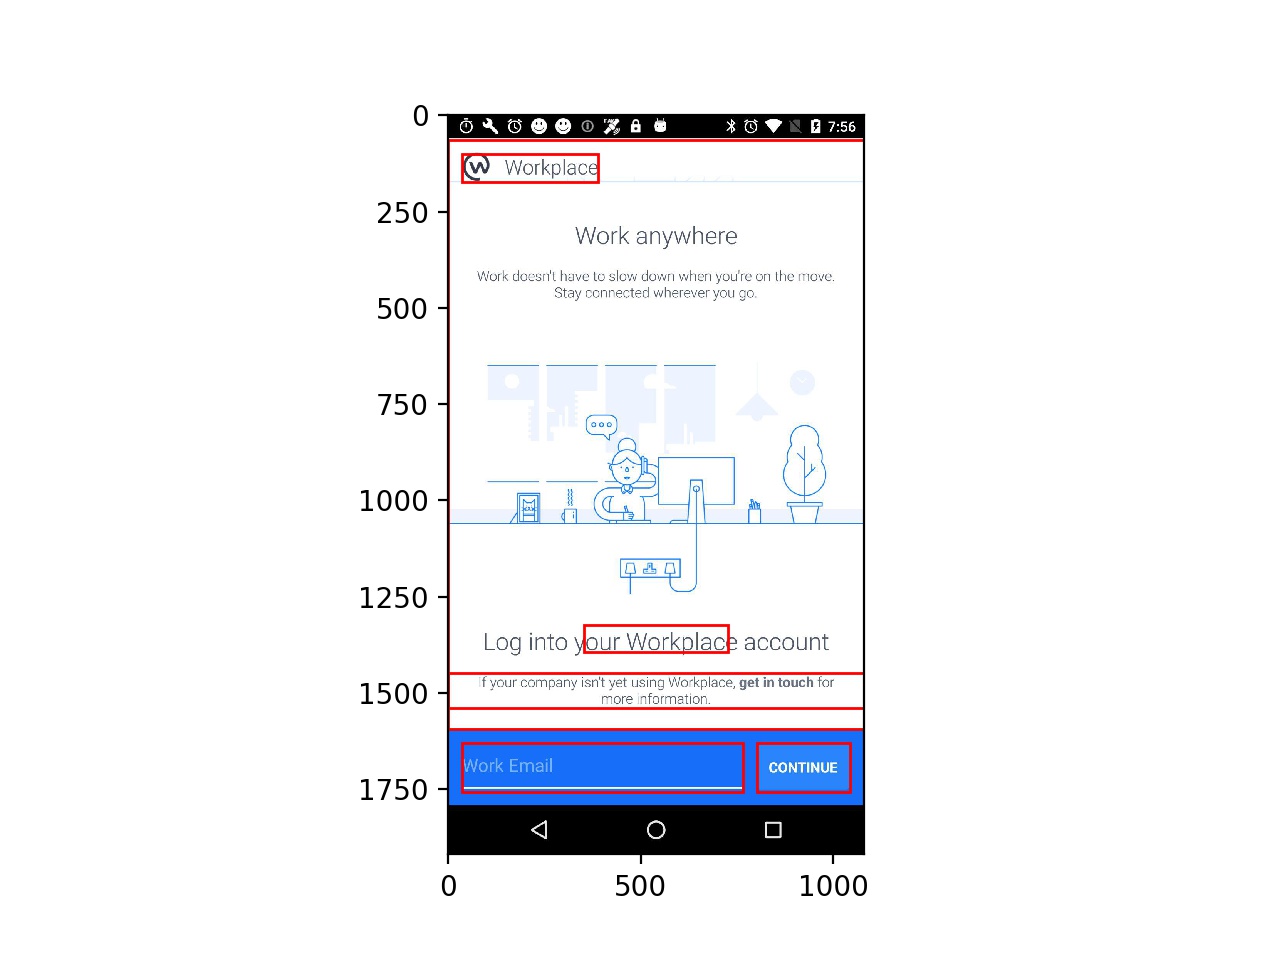 0
7:56
Workplace
250
Work anywhere
Work doesn't have to slow down when you're on the move.
Stay connected wherever you go.
500
750
1000
1250
Log into your Workplace account
1500
If your company isn't yet using Workplace, get in touch for
more information.
Work Email
CONTINUE
1750
0
500
1000